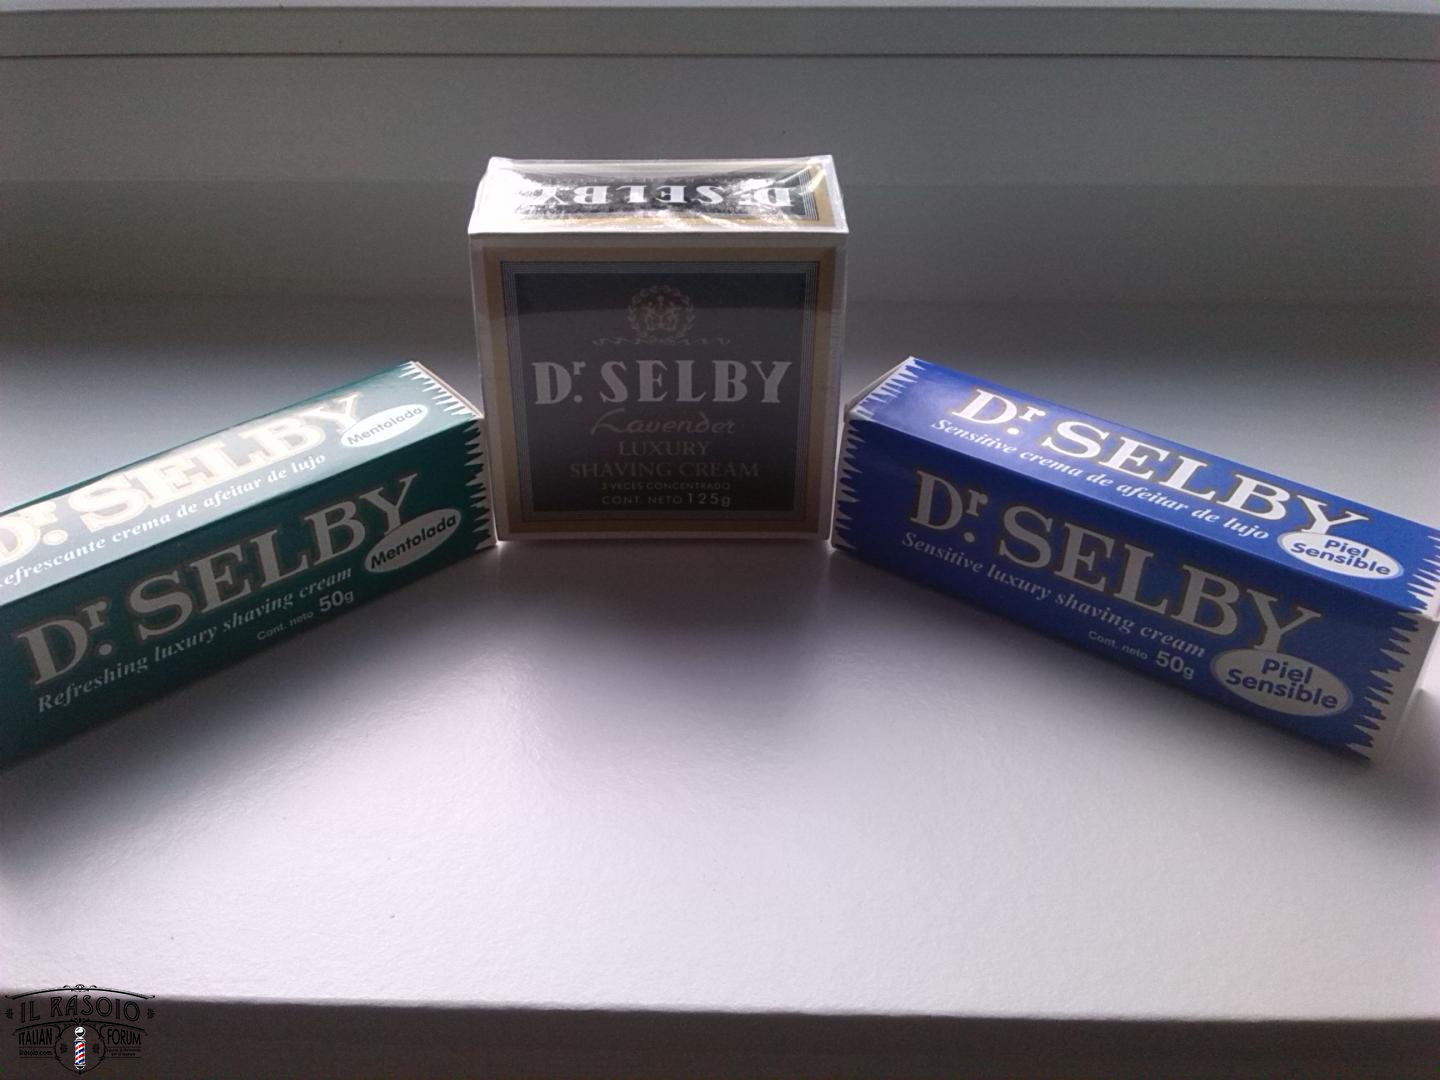 Dr. SELBY
Dr. SELBY
Lavender
LUXURY
SHAVING CREAM
3 VECES CONCENTRADO
CONT. NETO 125g
Dr. SELBY
Mentolada
Refrescante crema de afeitar de lujo
Dr. SELBY
Mentolada
Refreshing luxury shaving cream
Cont. neto 50g
Dr. SELBY
Sensitive crema de afeitar de lujo
Piel
Sensible
Dr. SELBY
Sensitive luxury shaving cream
Cont. neto 50g
Piel
Sensible
IL RASOIO
ITALIAN FORUM
ilrasoio.com